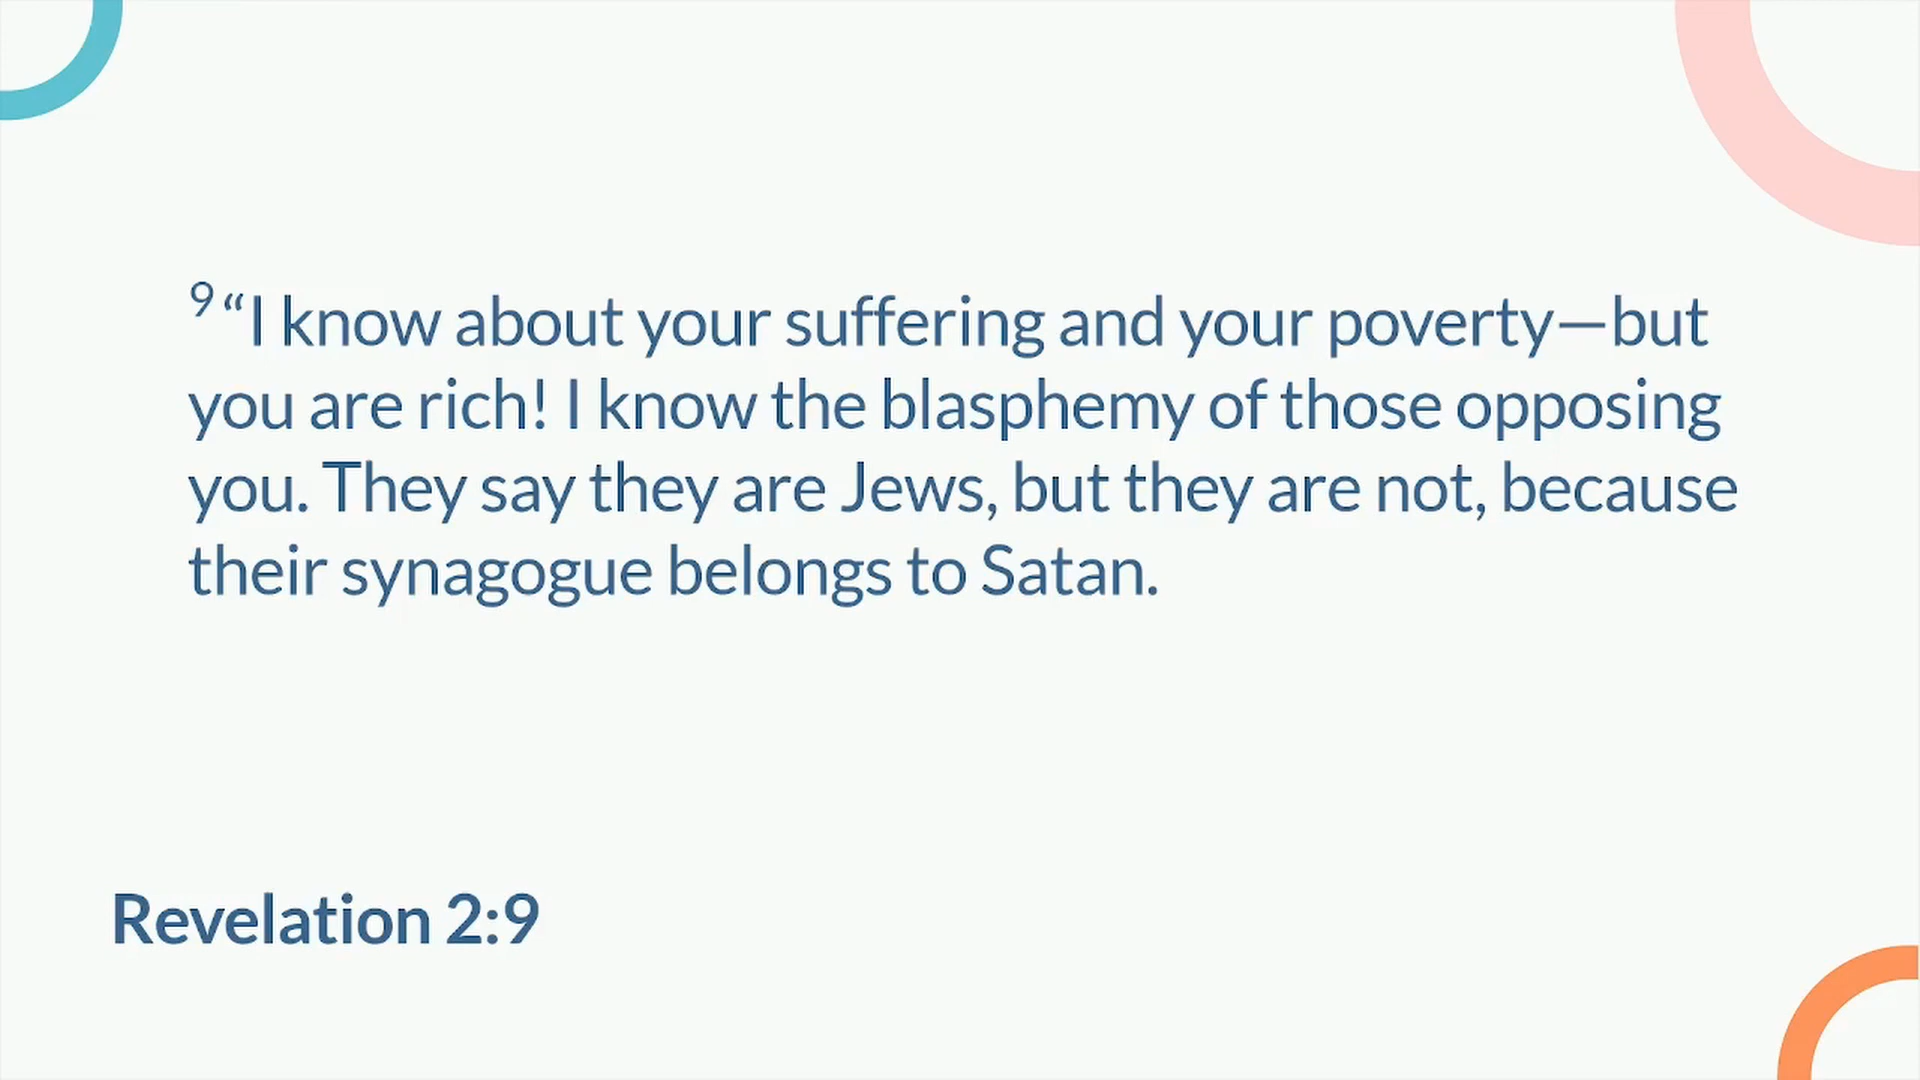 9 “I know about your suffering and your poverty—but
you are rich! I know the blasphemy of those opposing
you. They say they are Jews, but they are not, because
their synagogue belongs to Satan.
Revelation 2:9